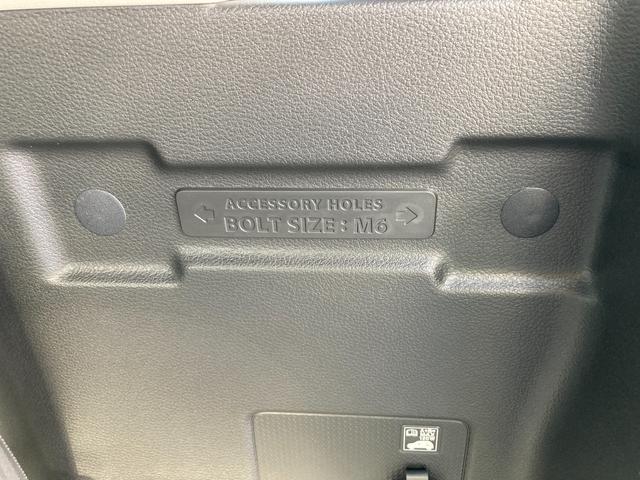 ACCESSORY HOLES
BOLT SIZE : M6